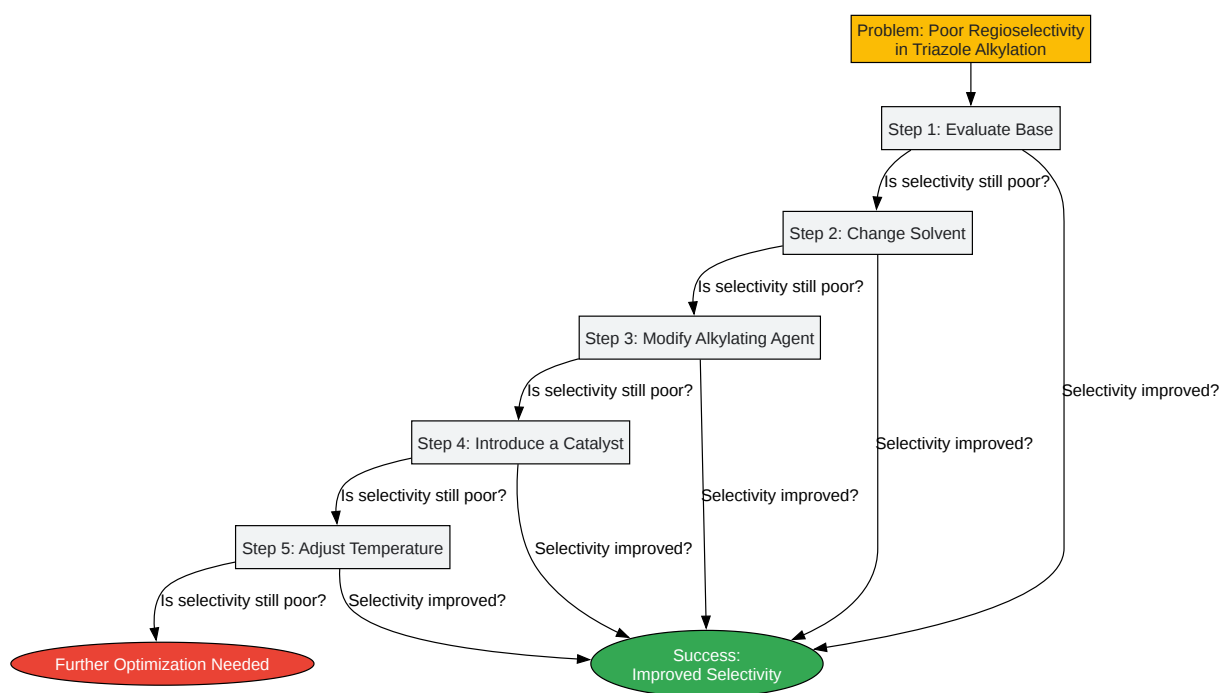 Problem: Poor Regioselectivity
in Triazole Alkylation
Step 1: Evaluate Base
Is selectivity still poor?
Step 2: Change Solvent
Is selectivity still poor?
Step 3: Modify Alkylating Agent
Is selectivity still poor?
Selectivity improved?
Step 4: Introduce a Catalyst
Selectivity improved?
Is selectivity still poor?
Selectivity improved?
Step 5: Adjust Temperature
Selectivity improved?
Is selectivity still poor?
Selectivity improved?
Further Optimization Needed
Success:
Improved Selectivity